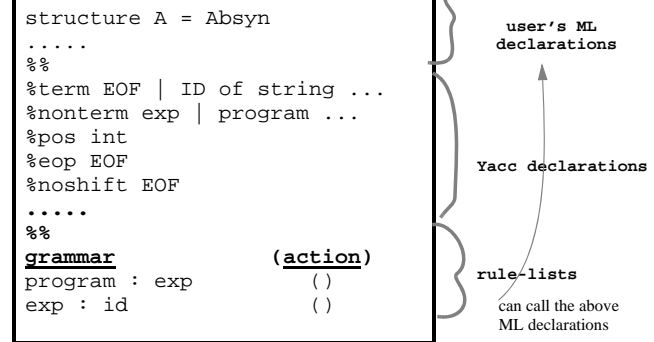 structure A = Absyn
.....
%%
%term EOF | ID of string ...
%nonterm exp | program ...
%pos int
%eop EOF
%noshift EOF
.....
%%
grammar (action)
program : exp ()
exp : id ()
user's ML
declarations
Yacc declarations
rule-lists
can call the above
ML declarations